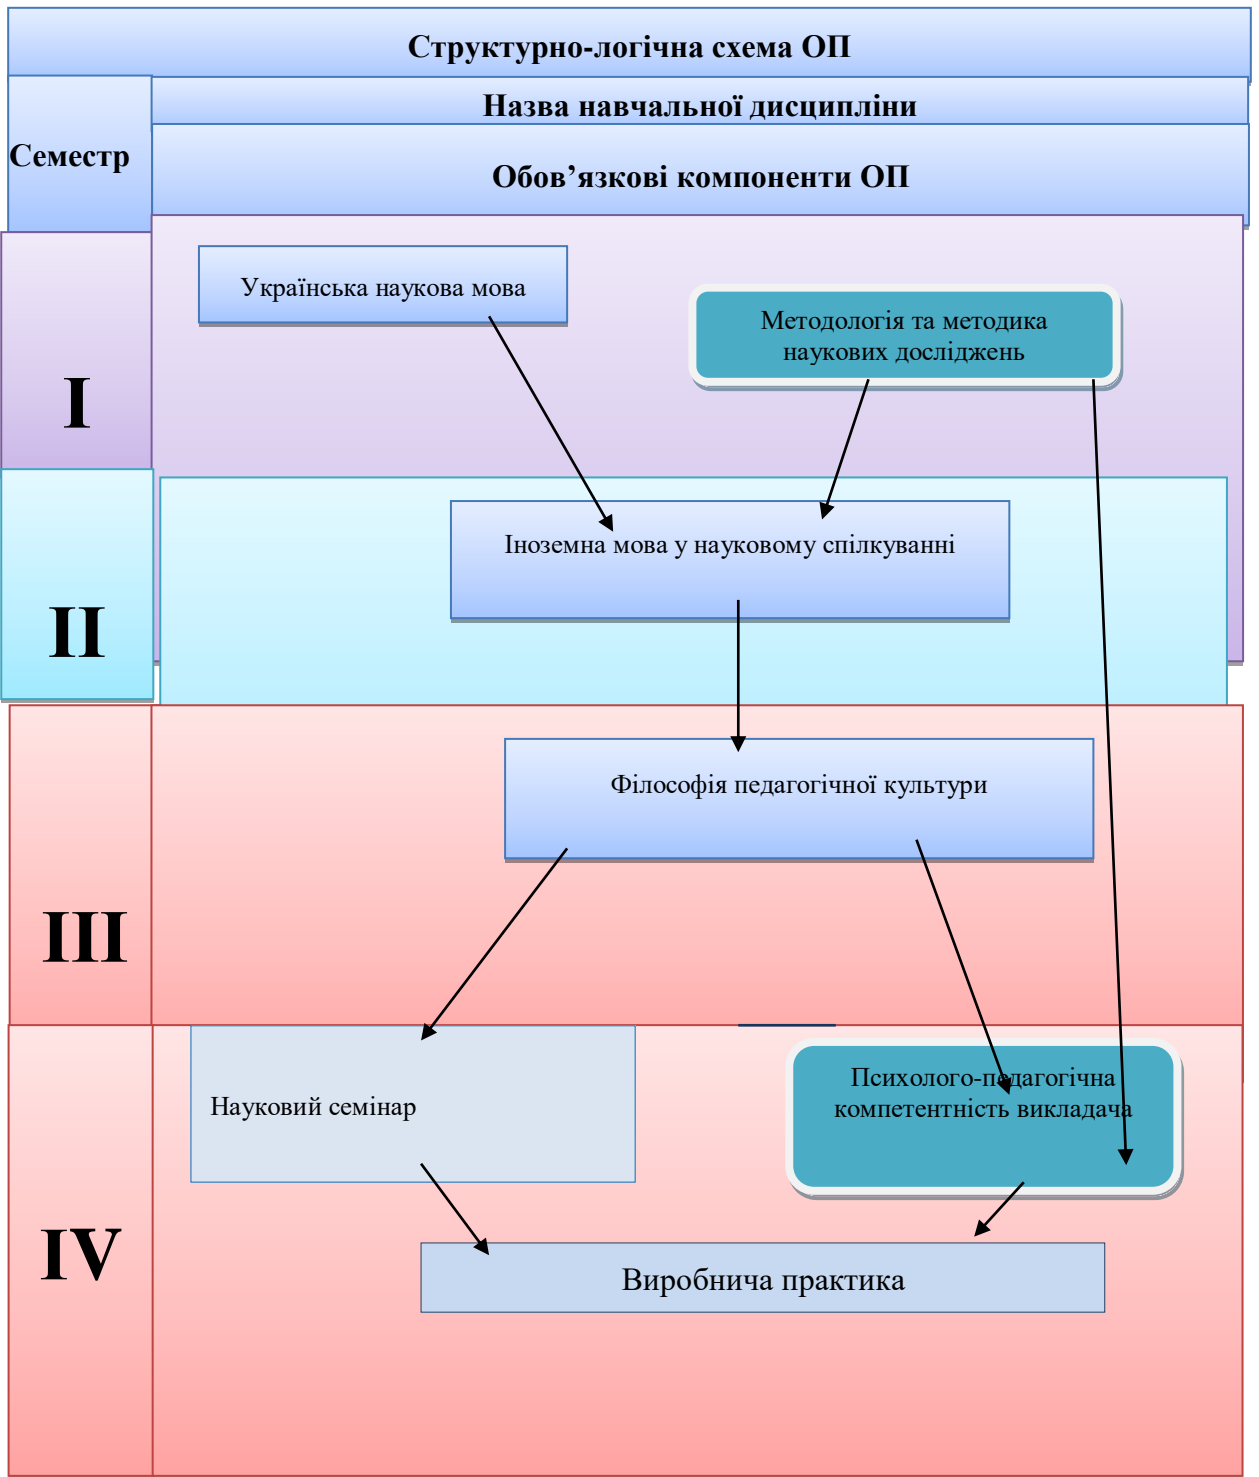 Структурно-логічна схема ОП
Назва навчальної дисципліни
Семестр
Обов’язкові компоненти ОП
Українська наукова мова
Методологія та методика
наукових досліджень
I
Іноземна мова у науковому спілкуванні
II
Філософія педагогічної культури
III
Психолого-педагогічна
компетентність викладача
Науковий семінар
IV
Виробнича практика